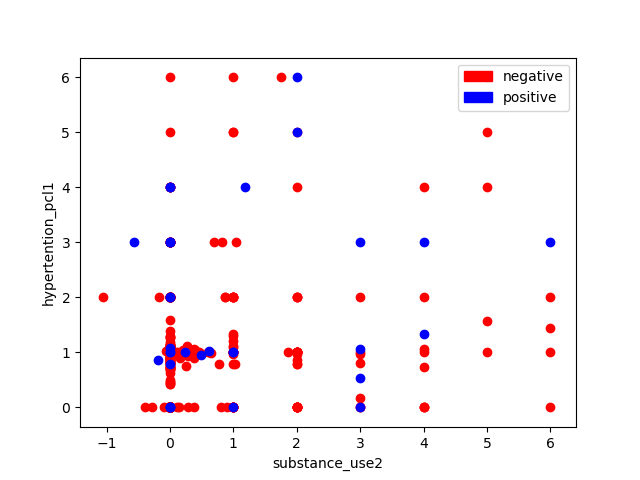 negative
positive
6
5
4
3
2
1
0
hypertention_pcl1
−1 0 1 2 3 4 5 6
substance_use2